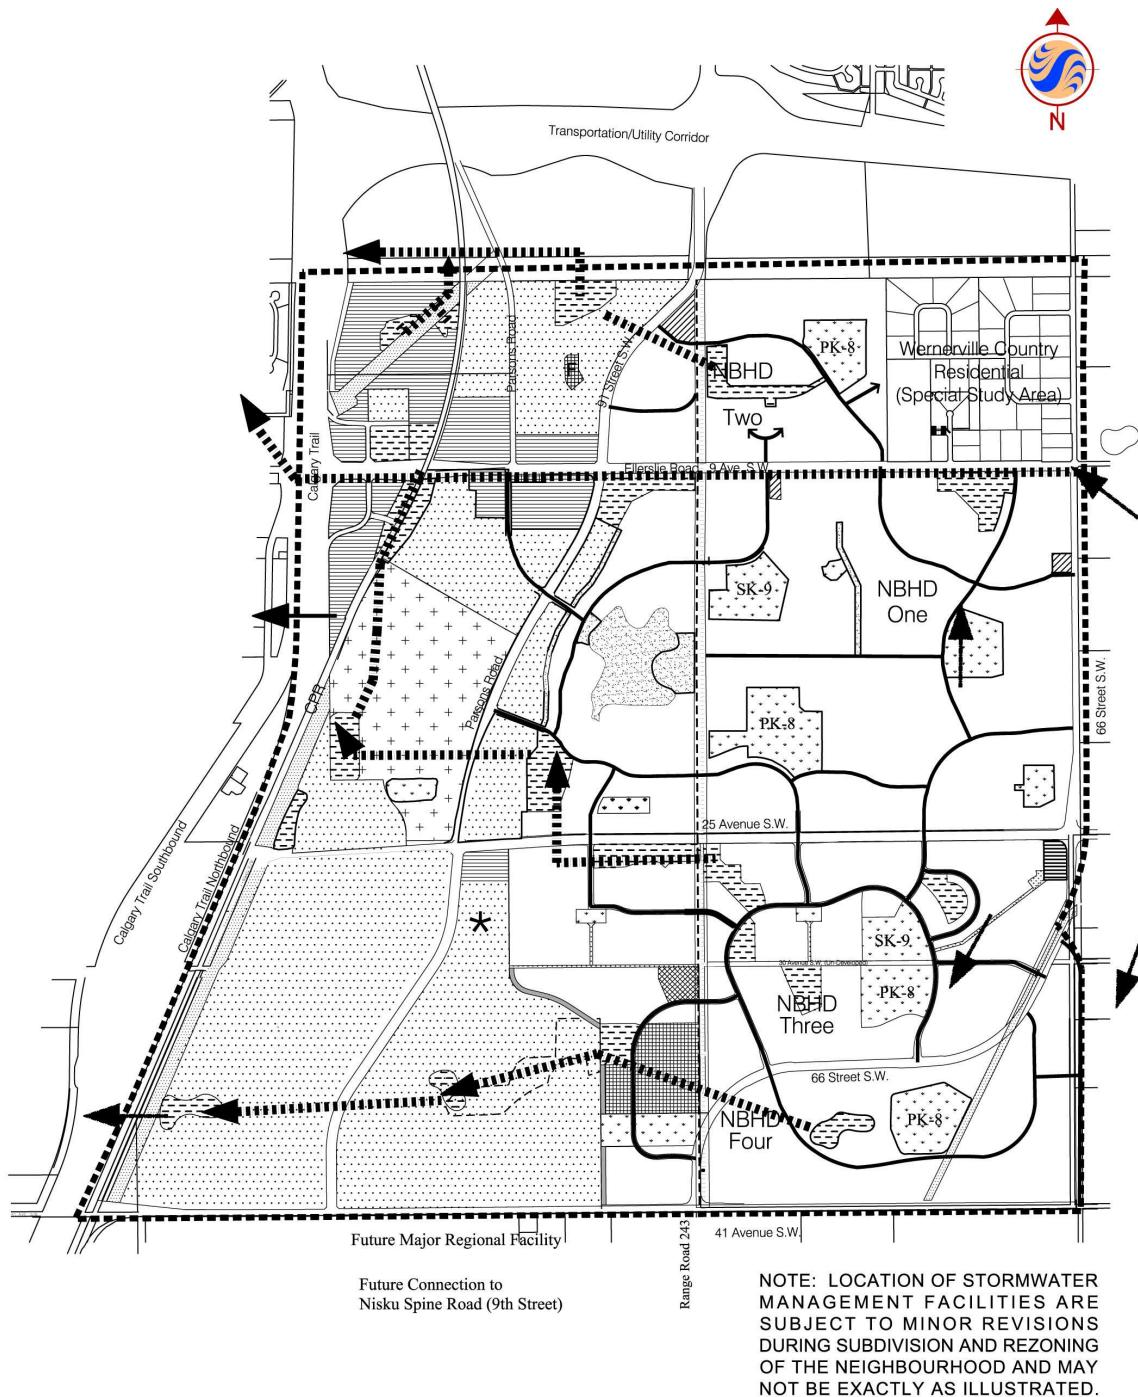 N
Transportation/Utility Corridor
Parsons Road
91 Street S.W.
PK-8
NBHD
Two
Wernerville Country
Residential
(Special Study Area)
Calgary Trail
Ellerslie Road 9 Ave. S.W.
SK-9
NBHD
One
CPR
Parsons Road
PK-8
66 Street S.W.
25 Avenue S.W.
Calgary Trail Southbound
Calgary Trail Northbound
*
SK-9
30 Avenue S.W. (Un-Developed)
PK-8
NBHD
Three
66 Street S.W.
NBHD
Four
PK-8
Future Major Regional Facility
41 Avenue S.W.
Range Road 243
Future Connection to
Nisku Spine Road (9th Street)
NOTE: LOCATION OF STORMWATER
MANAGEMENT FACILITIES ARE
SUBJECT TO MINOR REVISIONS
DURING SUBDIVISION AND REZONING
OF THE NEIGHBOURHOOD AND MAY
NOT BE EXACTLY AS ILLUSTRATED.